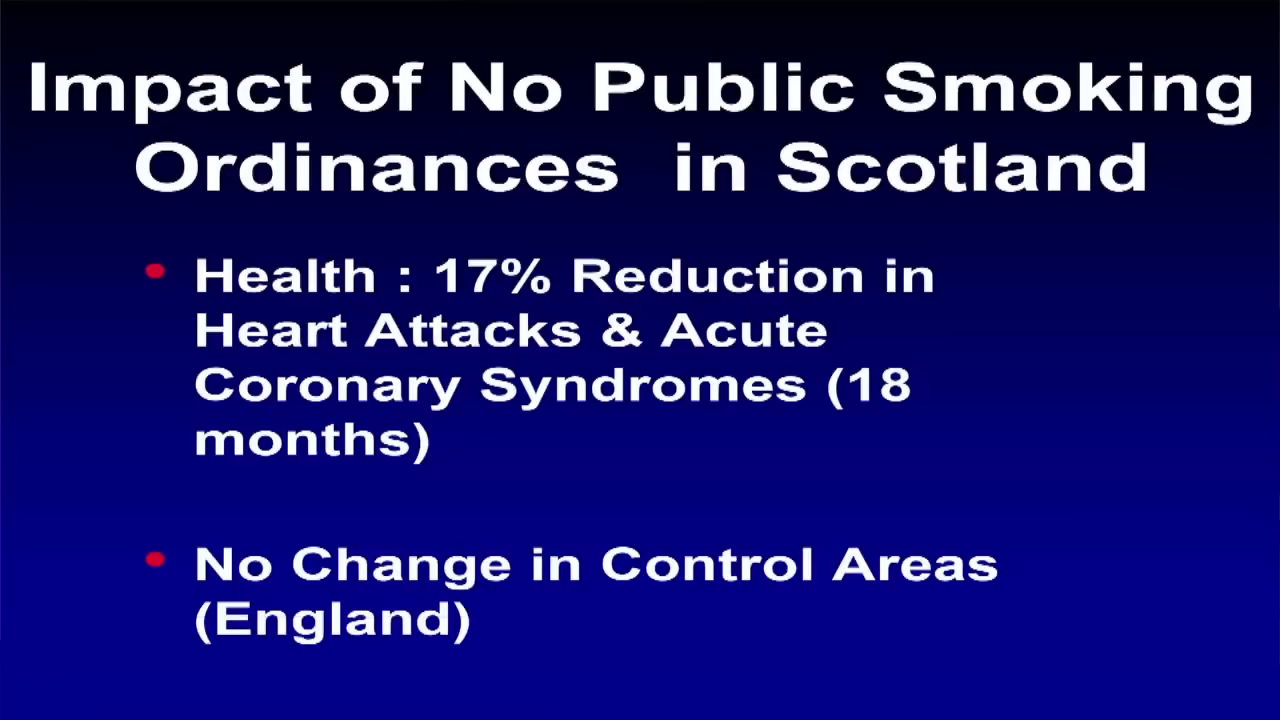 Impact of No Public Smoking
Ordinances in Scotland
• Health : 17% Reduction in
Heart Attacks & Acute
Coronary Syndromes (18
months)
• No Change in Control Areas
(England)